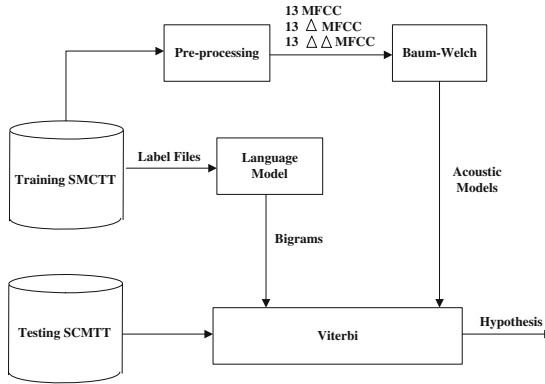 13 MFCC
13 △ MFCC
13 △ △ MFCC
Pre-processing
Baum-Welch
Label Files
Language
Model
Training SMCTT
Acoustic
Models
Bigrams
Testing SCMTT
Viterbi
Hypothesis